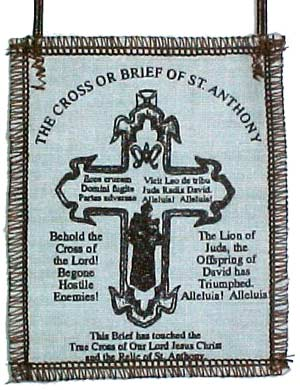 THE CROSS OR BRIEF OF ST. ANTHONY
Ecce crucem
Domini fugite
Partes adversae
Vicit Leo de tribu
Juda Radix David.
Alleluia! Alleluia!
Behold the
Cross of
the Lord!
Begone
Hostile
Enemies!
The Lion of
Juda, the
Offspring of
David has
Triumphed.
Alleluia! Alleluia
This Brief has touched the
True Cross of Our Lord Jesus Christ
and the Relic of St. Anthony